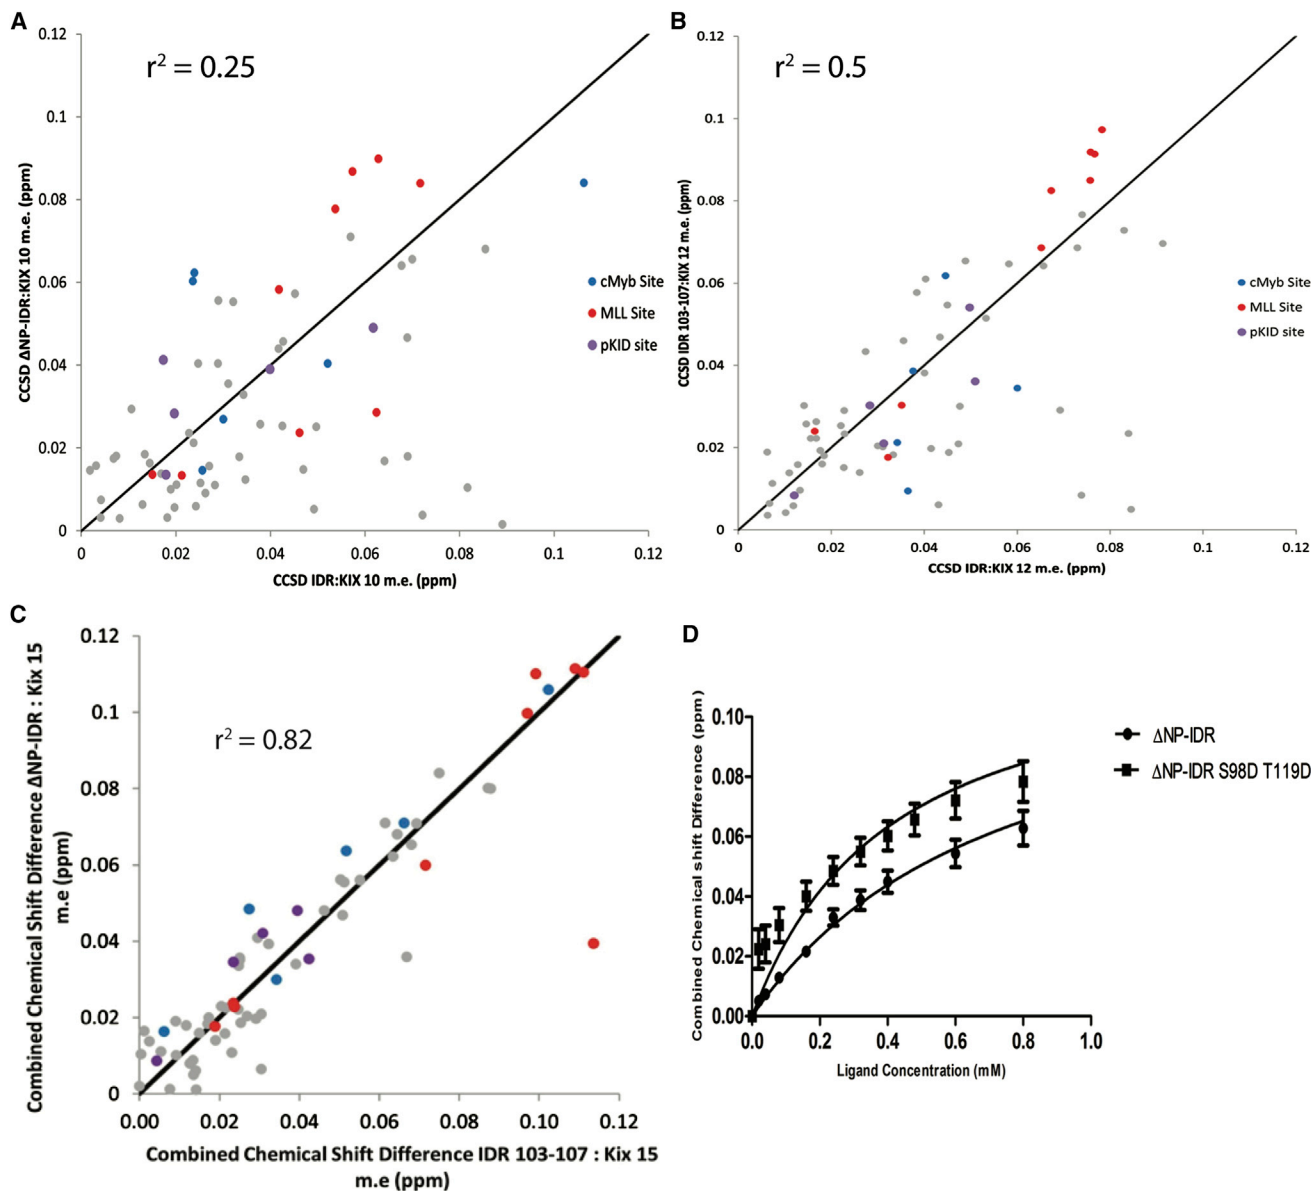 A
r² = 0.25
0.12
0.1
0.08
0.06
0.04
0.02
0
CCSD ΔNP-IDR:KIX 10 m.e. (ppm)
cMyb Site
MLL Site
pKID site
0 0.02 0.04 0.06 0.08 0.1 0.12
CCSD IDR:KIX 10 m.e. (ppm)
B
r² = 0.5
0.12
0.1
0.08
0.06
0.04
0.02
0
CCSD IDR 103-107:KIX 12 m.e. (ppm)
cMyb Site
MLL Site
pKID site
0 0.02 0.04 0.06 0.08 0.1 0.12
CCSD IDR:KIX 12 m.e. (ppm)
C
r² = 0.82
0.12
0.1
0.08
0.06
0.04
0.02
0
Combined Chemical Shift Difference ΔNP-IDR : Kix 15
m.e (ppm)
0.00 0.02 0.04 0.06 0.08 0.10 0.12
Combined Chemical Shift Difference IDR 103-107 : Kix 15
m.e (ppm)
D
0.10
0.08
0.06
0.04
0.02
0.00
Combined Chemical shift Difference (ppm)
ΔNP-IDR
ΔNP-IDR S98D T119D
0.0 0.2 0.4 0.6 0.8 1.0
Ligand Concentration (mM)